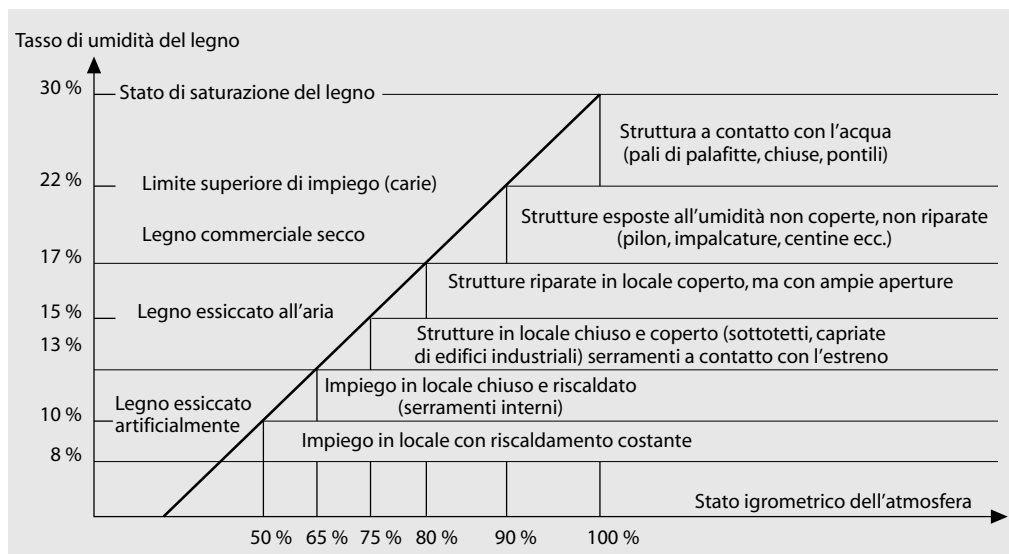 Tasso di umidità del legno
30 %
Stato di saturazione del legno
Struttura a contatto con l'acqua
(pali di palafitte, chiuse, pontili)
22 %
Limite superiore di impiego (carie)
Strutture esposte all'umidità non coperte, non riparate
(pilon, impalcature, centine ecc.)
Legno commerciale secco
17 %
Strutture riparate in locale coperto, ma con ampie aperture
Legno essiccato all'aria
15 %
13 %
Strutture in locale chiuso e coperto (sottotetti, capriate
di edifici industriali) serramenti a contatto con l'estreno
Impiego in locale chiuso e riscaldato
(serramenti interni)
Legno essiccato
artificialmente
10 %
Impiego in locale con riscaldamento costante
8 %
Stato igrometrico dell'atmosfera
50 % 65 % 75 % 80 % 90 % 100 %